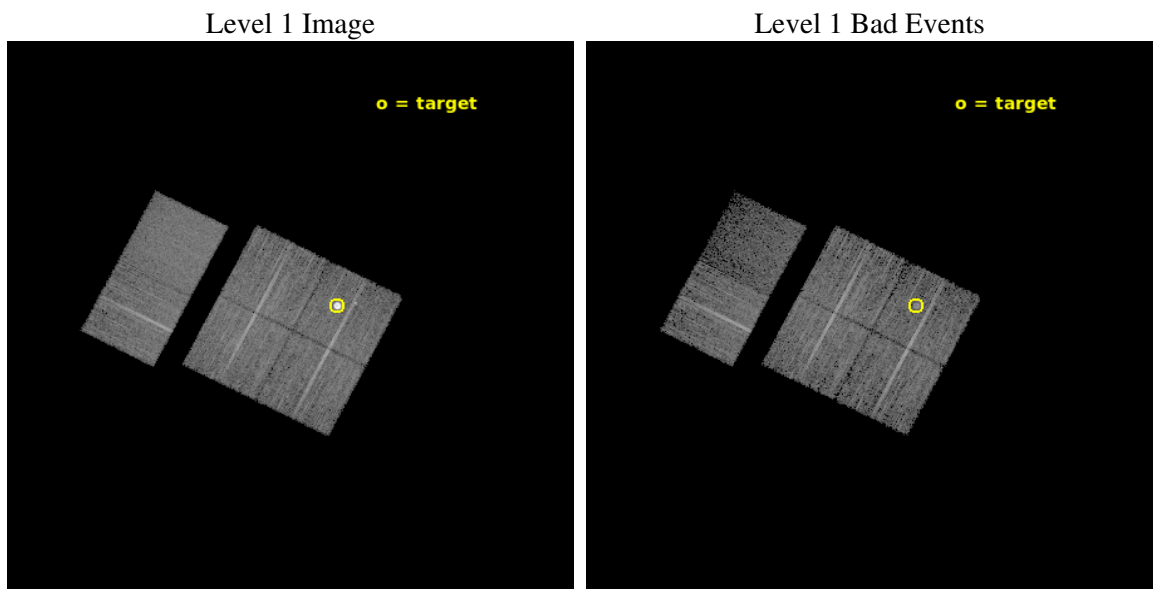 Level 1 Image
Level 1 Bad Events
o = target
o = target